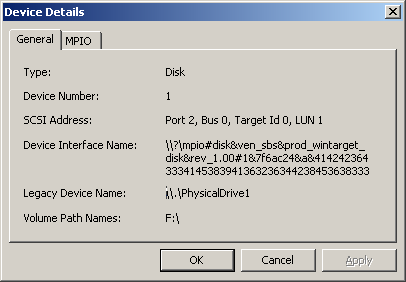 Device Details
General MPIO
Type: Disk
Device Number: 1
SCSI Address: Port 2, Bus 0, Target Id 0, LUN 1
Device Interface Name: \\?\mpio#disk&ven_sbs&prod_wintarget_
disk&rev_1.00#1&7f6ac24&a&414242364
33341453839413632363442384536383333
Legacy Device Name: \\.\PhysicalDrive1
Volume Path Names: F:\
OK Cancel Apply